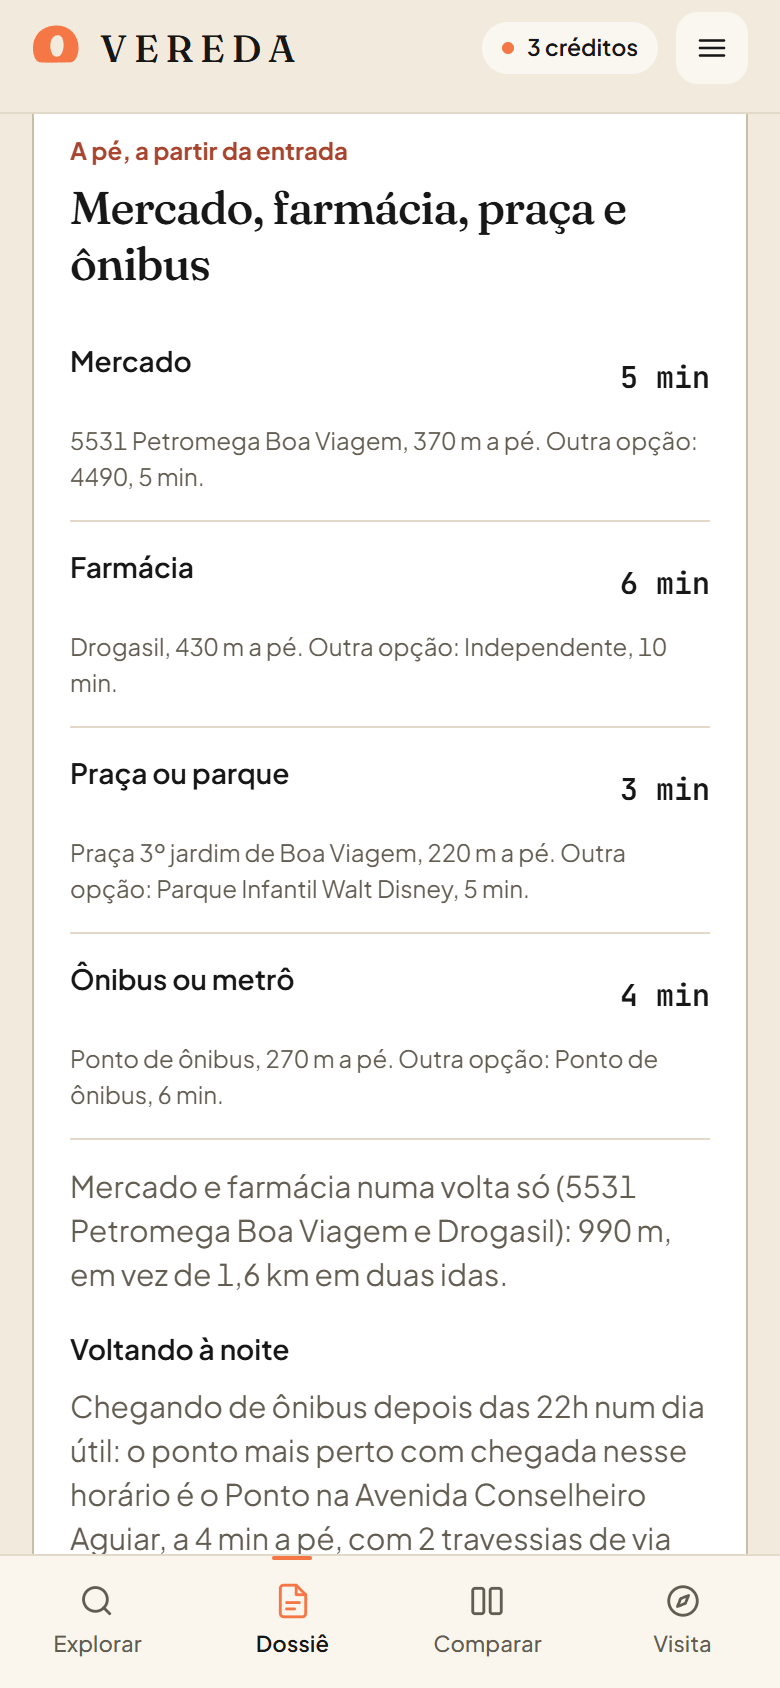 VEREDA
3 créditos
A pé, a partir da entrada
Mercado, farmácia, praça e
ônibus
Mercado
5 min
5531 Petromega Boa Viagem, 370 m a pé. Outra opção:
4490, 5 min.
Farmácia
6 min
Drogasil, 430 m a pé. Outra opção: Independente, 10
min.
Praça ou parque
3 min
Praça 3º jardim de Boa Viagem, 220 m a pé. Outra
opção: Parque Infantil Walt Disney, 5 min.
Ônibus ou metrô
4 min
Ponto de ônibus, 270 m a pé. Outra opção: Ponto de
ônibus, 6 min.
Mercado e farmácia numa volta só (5531
Petromega Boa Viagem e Drogasil): 990 m,
em vez de 1,6 km em duas idas.
Voltando à noite
Chegando de ônibus depois das 22h num dia
útil: o ponto mais perto com chegada nesse
horário é o Ponto na Avenida Conselheiro
Aguiar, a 4 min a pé, com 2 travessias de via
Explorar
Dossiê
Comparar
Visita